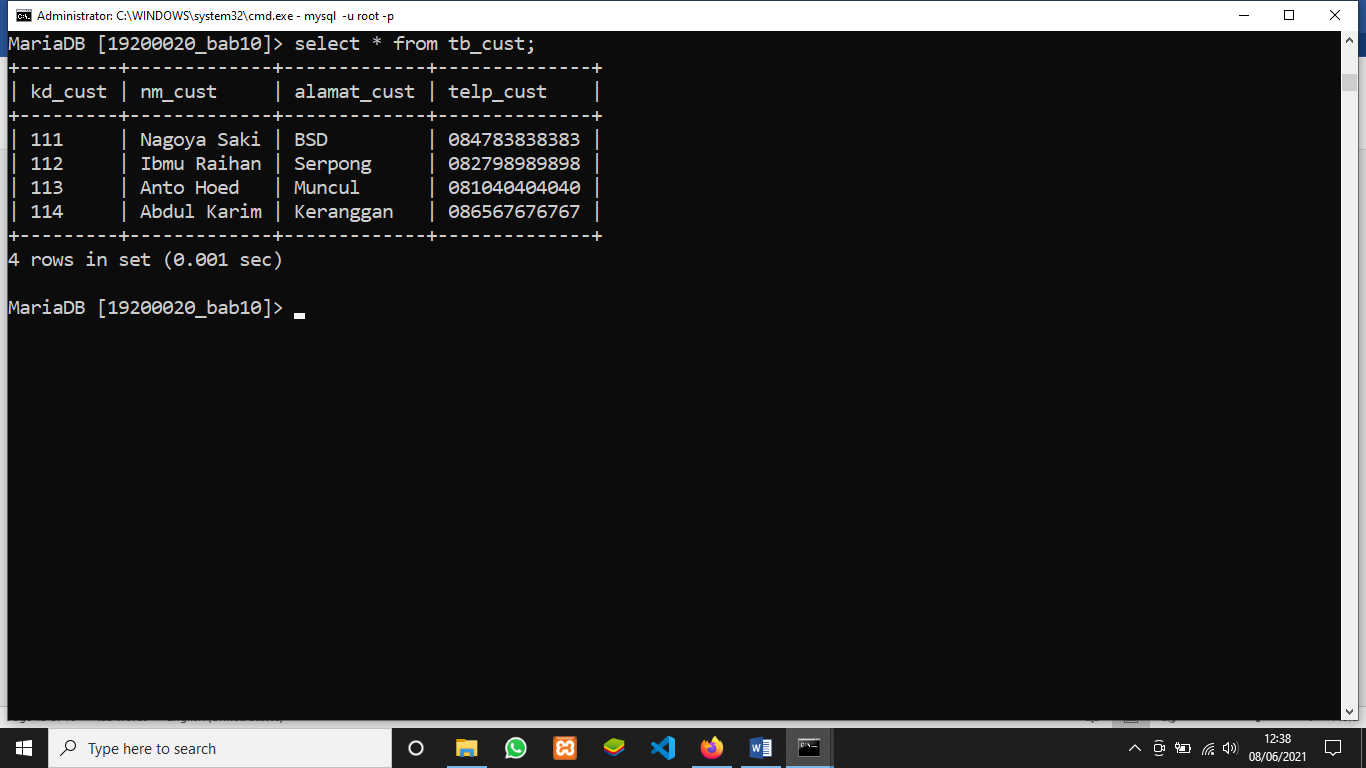 Administrator: C:\WINDOWS\system32\cmd.exe - mysql  -u root -p
MariaDB [19200020_bab10]> select * from tb_cust;
+---------+-------------+-------------+--------------+
| kd_cust | nm_cust     | alamat_cust | telp_cust    |
+---------+-------------+-------------+--------------+
| 111     | Nagoya Saki | BSD         | 084783838383 |
| 112     | Ibmu Raihan | Serpong     | 082798989898 |
| 113     | Anto Hoed   | Muncul      | 081040404040 |
| 114     | Abdul Karim | Keranggan   | 086567676767 |
+---------+-------------+-------------+--------------+
4 rows in set (0.001 sec)
MariaDB [19200020_bab10]>
Type here to search
12:38
08/06/2021